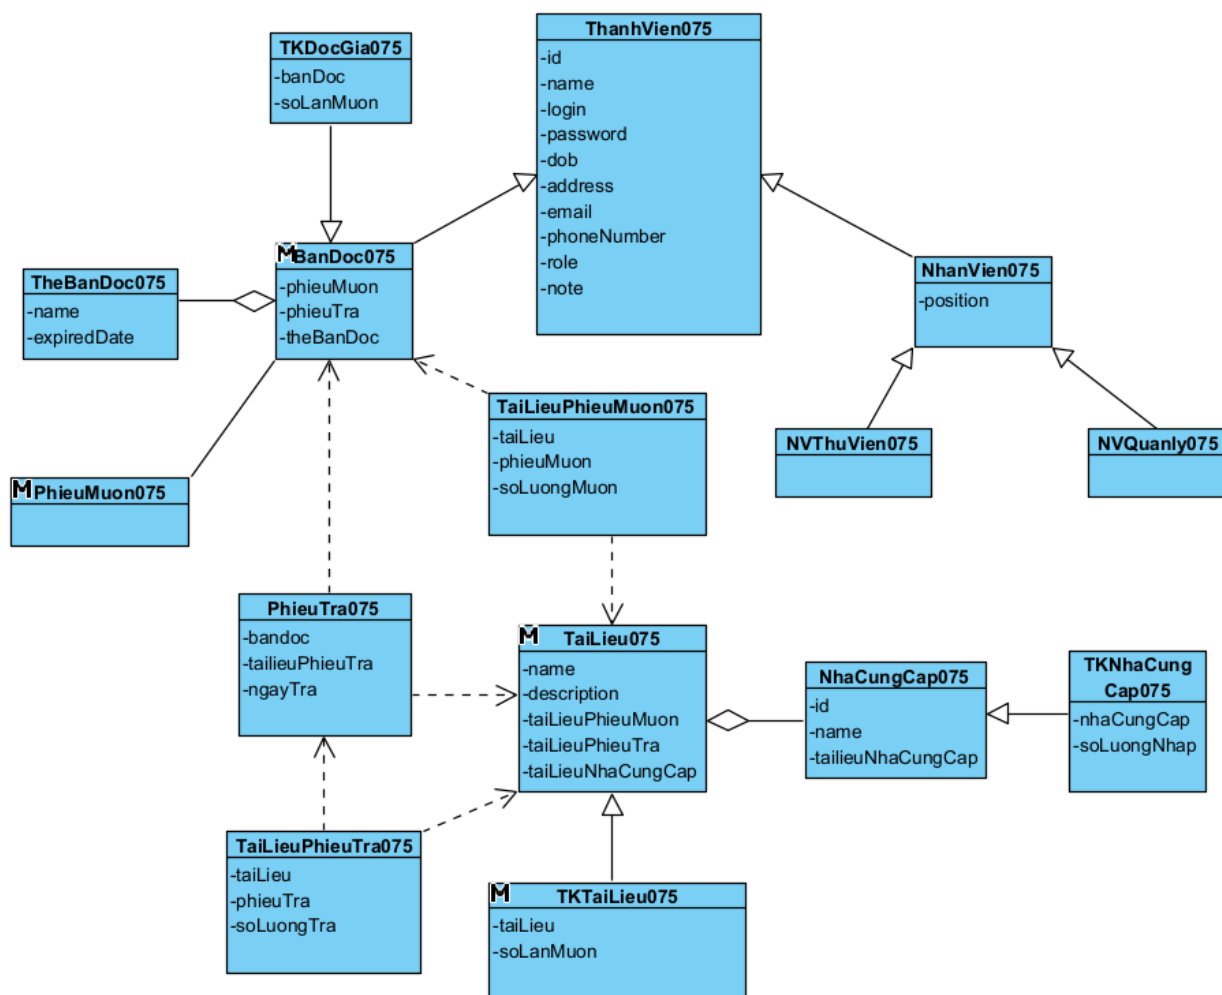 TKDocGia075
-banDoc
-soLanMuon
ThanhVien075
-id
-name
-login
-password
-dob
-address
-email
-phoneNumber
-role
-note
M
BanDoc075
-phieuMuon
-phieuTra
-theBanDoc
TheBanDoc075
-name
-expiredDate
NhanVien075
-position
TaiLieuPhieuMuon075
-taiLieu
-phieuMuon
-soLuongMuon
NVThuVien075
NVQuanly075
M
PhieuMuon075
PhieuTra075
-bandoc
-tailieuPhieuTra
-ngayTra
M
TaiLieu075
-name
-description
-taiLieuPhieuMuon
-taiLieuPhieuTra
-taiLieuNhaCungCap
NhaCungCap075
-id
-name
-tailieuNhaCungCap
TKNhaCung
Cap075
-nhaCungCap
-soLuongNhap
TaiLieuPhieuTra075
-taiLieu
-phieuTra
-soLuongTra
M
TKTaiLieu075
-taiLieu
-soLanMuon